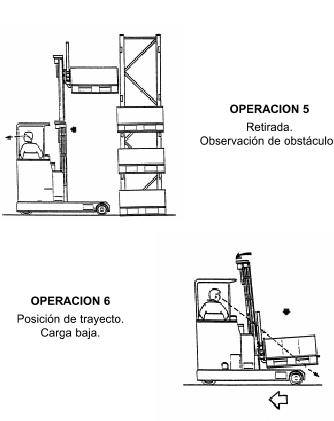 OPERACION 5
Retirada.
Observación de obstáculo
OPERACION 6
Posición de trayecto.
Carga baja.